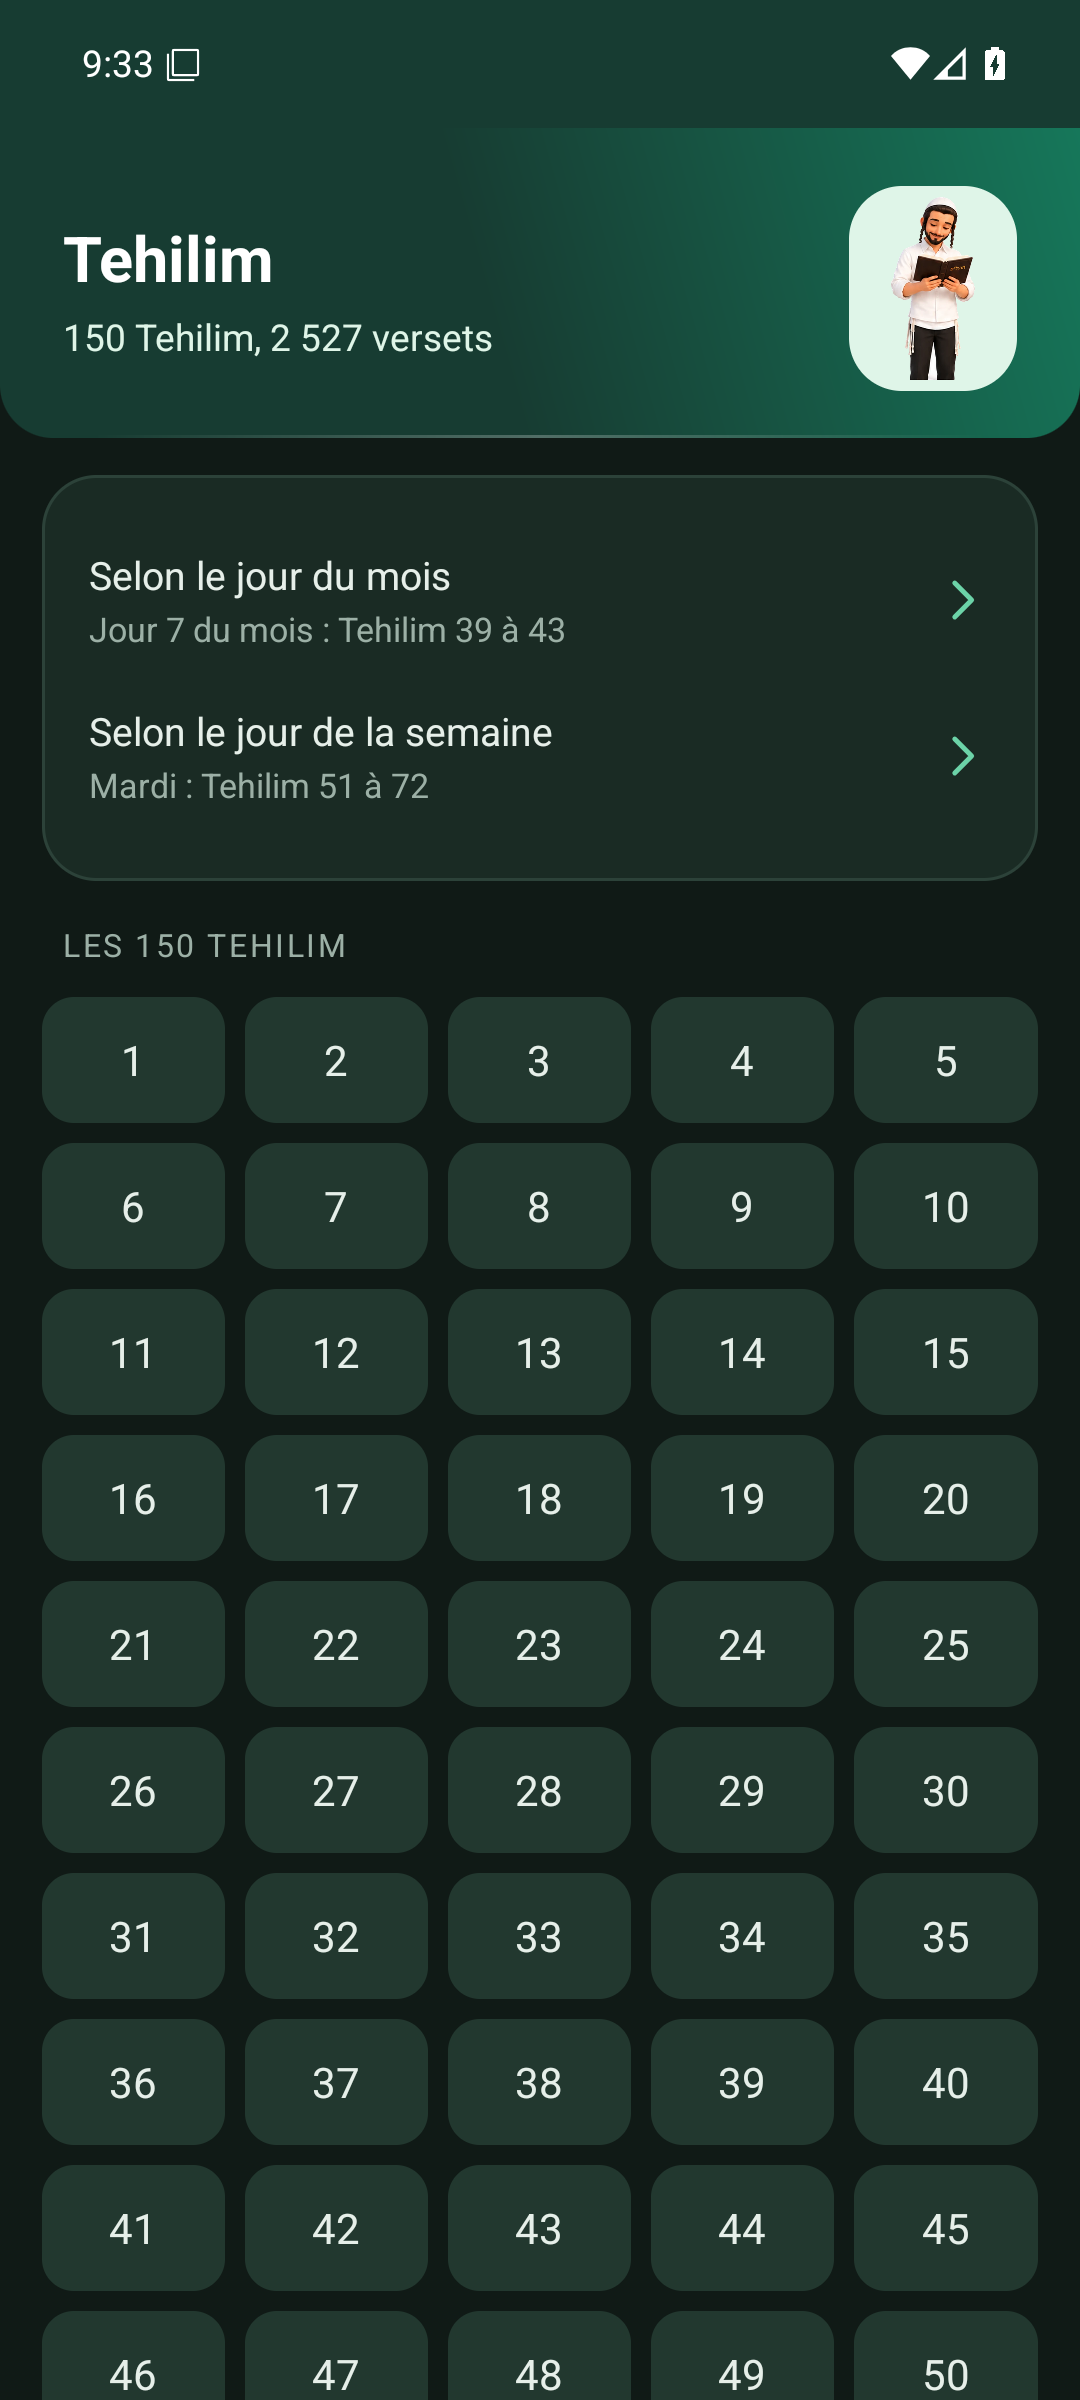 9:33
Tehilim
150 Tehilim, 2 527 versets
Selon le jour du mois
Jour 7 du mois : Tehilim 39 à 43
Selon le jour de la semaine
Mardi : Tehilim 51 à 72
LES 150 TEHILIM
1 2 3 4 5
6 7 8 9 10
11 12 13 14 15
16 17 18 19 20
21 22 23 24 25
26 27 28 29 30
31 32 33 34 35
36 37 38 39 40
41 42 43 44 45
46 47 48 49 50